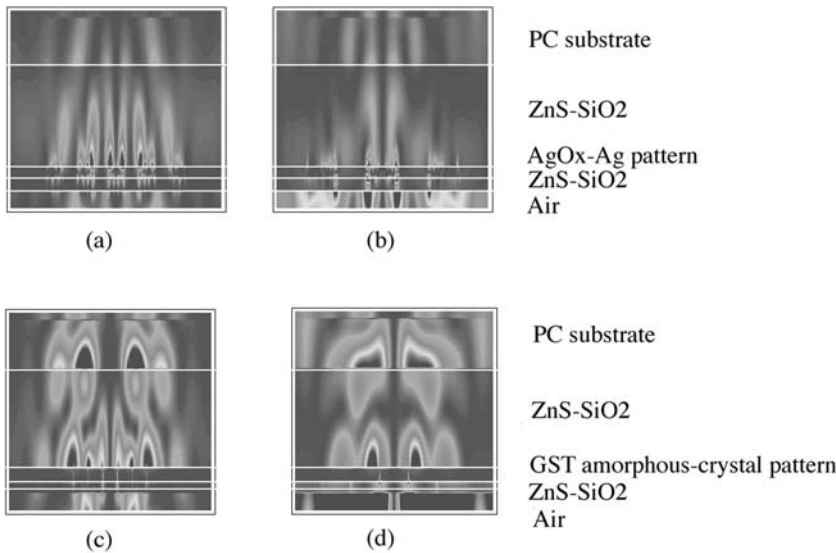 PC substrate
ZnS-SiO2
AgOx-Ag pattern
ZnS-SiO2
Air
(a)
(b)
PC substrate
ZnS-SiO2
GST amorphous-crystal pattern
ZnS-SiO2
Air
(c)
(d)